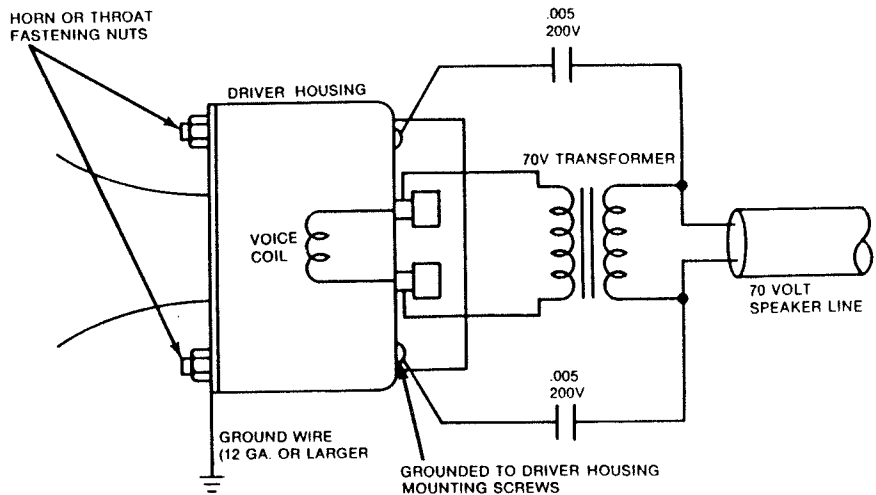 HORN OR THROAT
FASTENING NUTS
.005
200V
DRIVER HOUSING
70V TRANSFORMER
VOICE
COIL
70 VOLT
SPEAKER LINE
.005
200V
GROUND WIRE
(12 GA. OR LARGER
GROUNDED TO DRIVER HOUSING
MOUNTING SCREWS